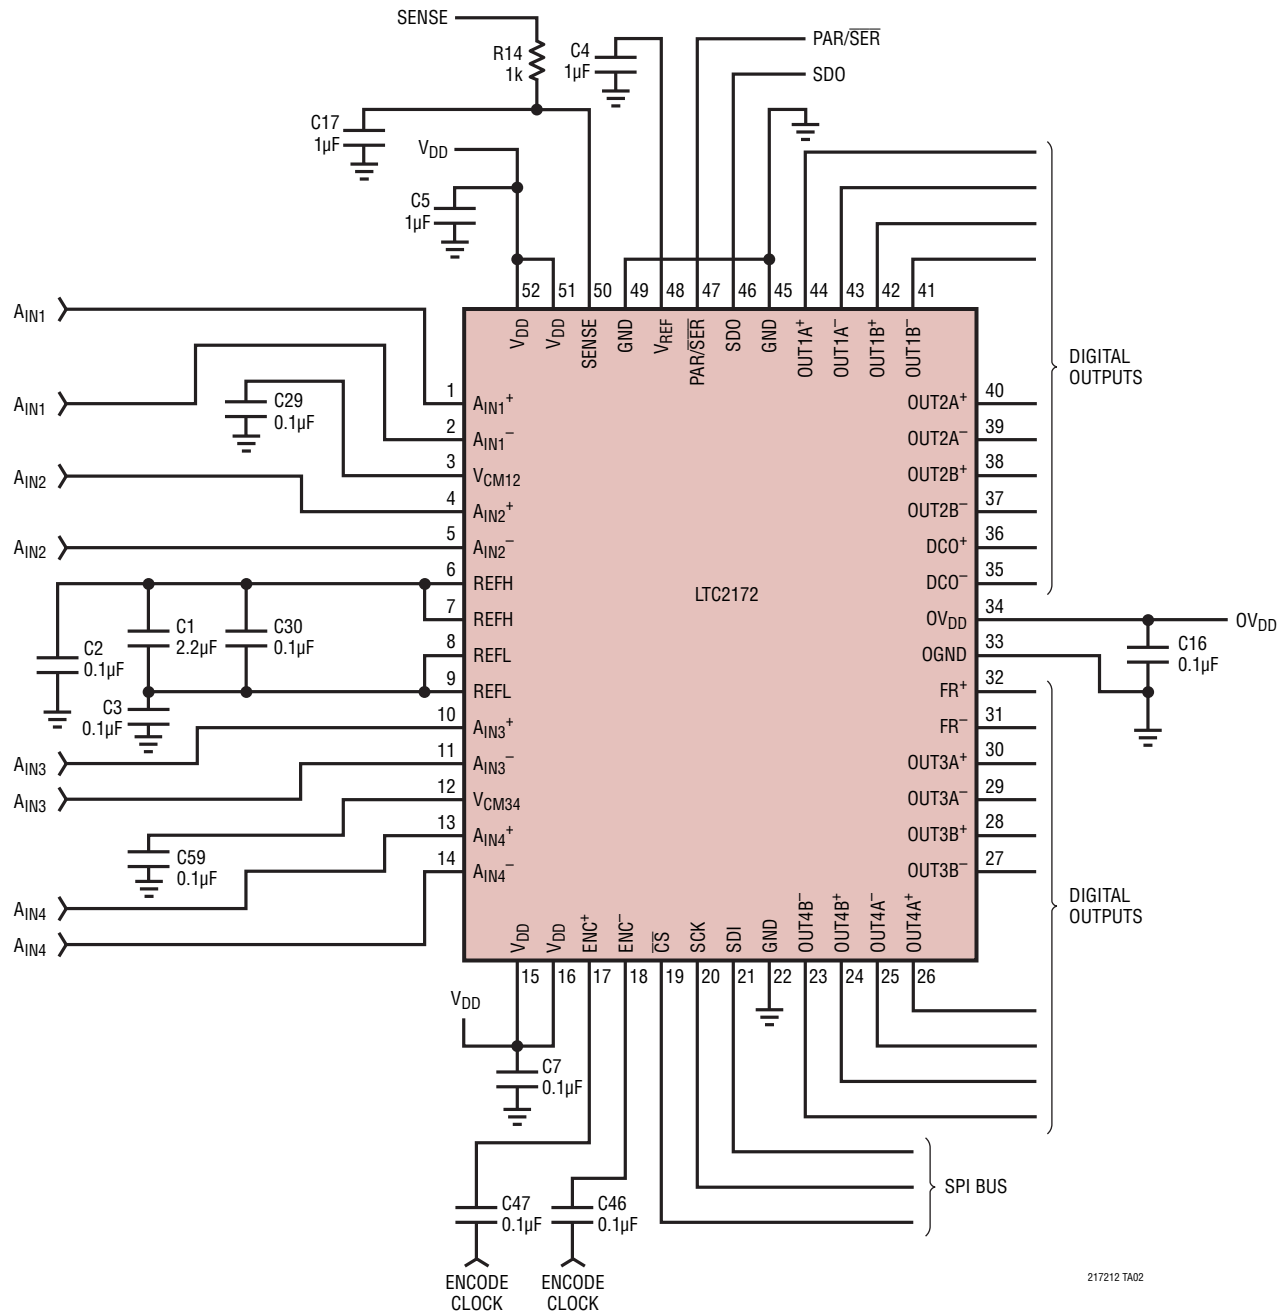 SENSE
R14
1k
C4
1µF
PAR/SER
SDO
C17
1µF
VDD
C5
1µF
52 51 50 49 48 47 46 45 44 43 42 41
VDD VDD SENSE GND VREF PAR/SER SDO GND OUT1A+ OUT1A– OUT1B+ OUT1B–
DIGITAL
OUTPUTS
AIN1
AIN1
C29
0.1µF
AIN2
AIN2
1 AIN1+
2 AIN1–
3 VCM12
4 AIN2+
5 AIN2–
6 REFH
7 REFH
8 REFL
9 REFL
10 AIN3+
11 AIN3–
12 VCM34
13 AIN4+
14 AIN4–
C2
0.1µF
C1
2.2µF
C30
0.1µF
C3
0.1µF
AIN3
AIN3
C59
0.1µF
AIN4
AIN4
LTC2172
OUT2A+ 40
OUT2A– 39
OUT2B+ 38
OUT2B– 37
DCO+ 36
DCO– 35
OVDD 34
OGND 33
FR+ 32
FR– 31
OUT3A+ 30
OUT3A– 29
OUT3B+ 28
OUT3B– 27
OVDD
C16
0.1µF
DIGITAL
OUTPUTS
VDD VDD ENC+ ENC– CS SCK SDI GND OUT4B– OUT4B+ OUT4A– OUT4A+
15 16 17 18 19 20 21 22 23 24 25 26
VDD
C7
0.1µF
SPI BUS
C47
0.1µF
C46
0.1µF
ENCODE
CLOCK
ENCODE
CLOCK
217212 TA02